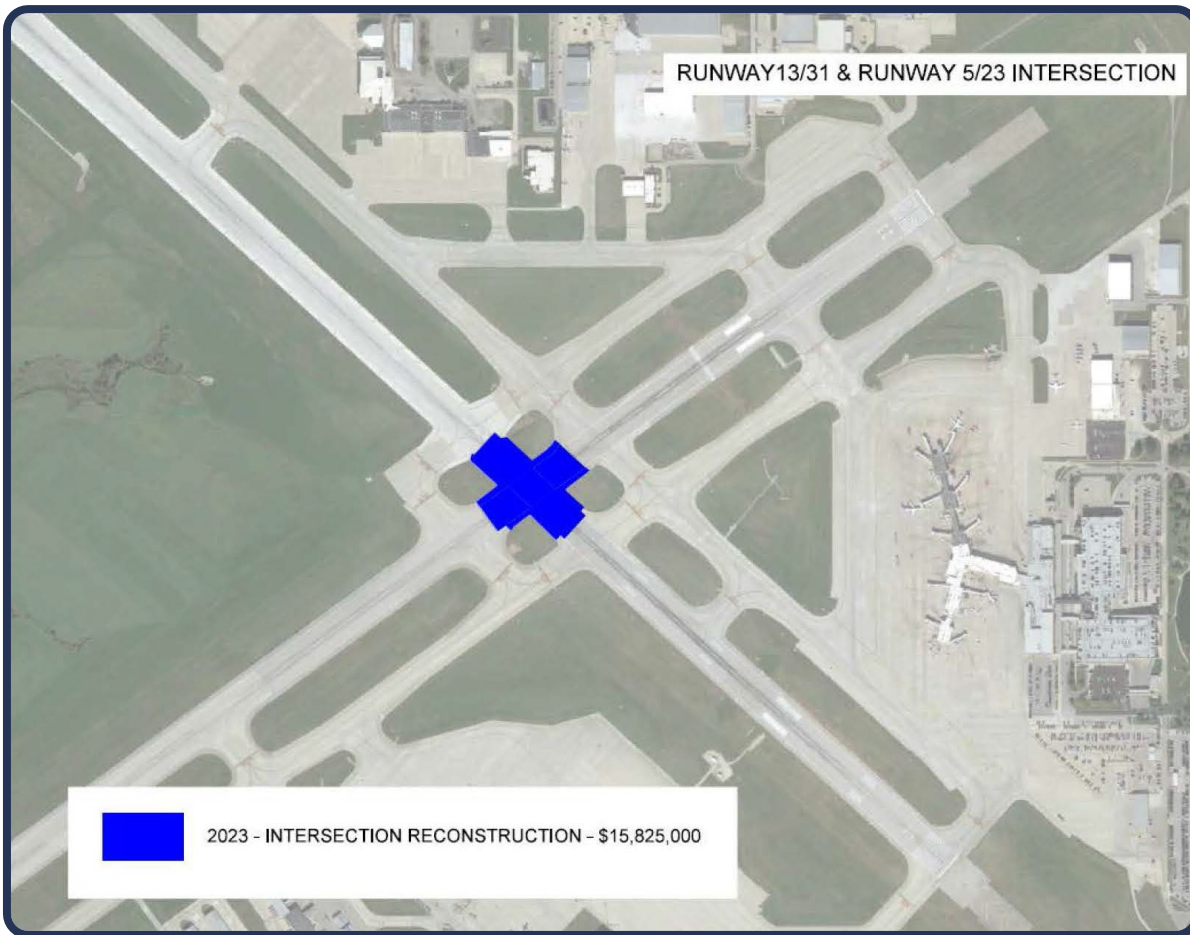 RUNWAY13/31 & RUNWAY 5/23 INTERSECTION
2023 - INTERSECTION RECONSTRUCTION - $15,825,000